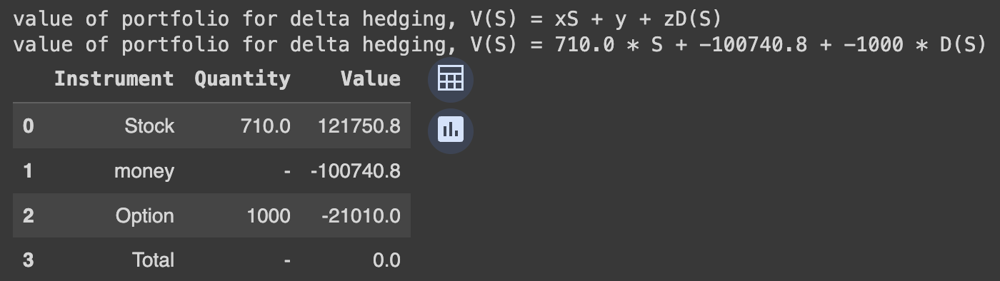 value of portfolio for delta hedging, V(S) = xS + y + zD(S)
value of portfolio for delta hedging, V(S) = 710.0 * S + -100740.8 + -1000 * D(S)
Instrument Quantity Value
0 Stock 710.0 121750.8
1 money - -100740.8
2 Option 1000 -21010.0
3 Total - 0.0